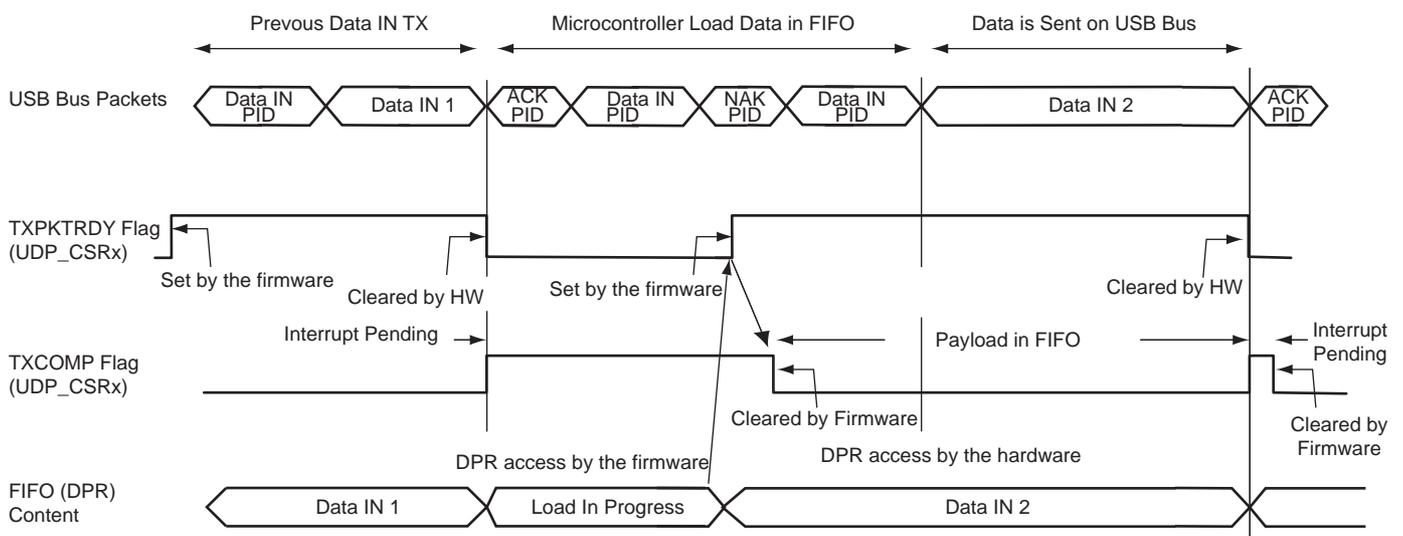 Prevous Data IN TX
Microcontroller Load Data in FIFO
Data is Sent on USB Bus
USB Bus Packets
Data IN
PID
Data IN 1
ACK
PID
Data IN
PID
NAK
PID
Data IN
PID
Data IN 2
ACK
PID
TXPKTRDY Flag
(UDP_CSRx)
Set by the firmware
Cleared by HW
Set by the firmware
Cleared by HW
Interrupt Pending
Payload in FIFO
Interrupt
Pending
TXCOMP Flag
(UDP_CSRx)
Cleared by Firmware
Cleared by
Firmware
DPR access by the firmware
DPR access by the hardware
FIFO (DPR)
Content
Data IN 1
Load In Progress
Data IN 2